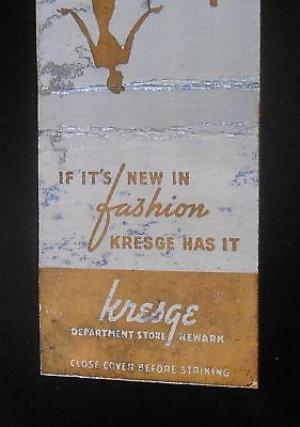 IF IT'S NEW IN
fashion
KRESGE HAS IT
kresge
DEPARTMENT STORE NEWARK
CLOSE COVER BEFORE STRIKING